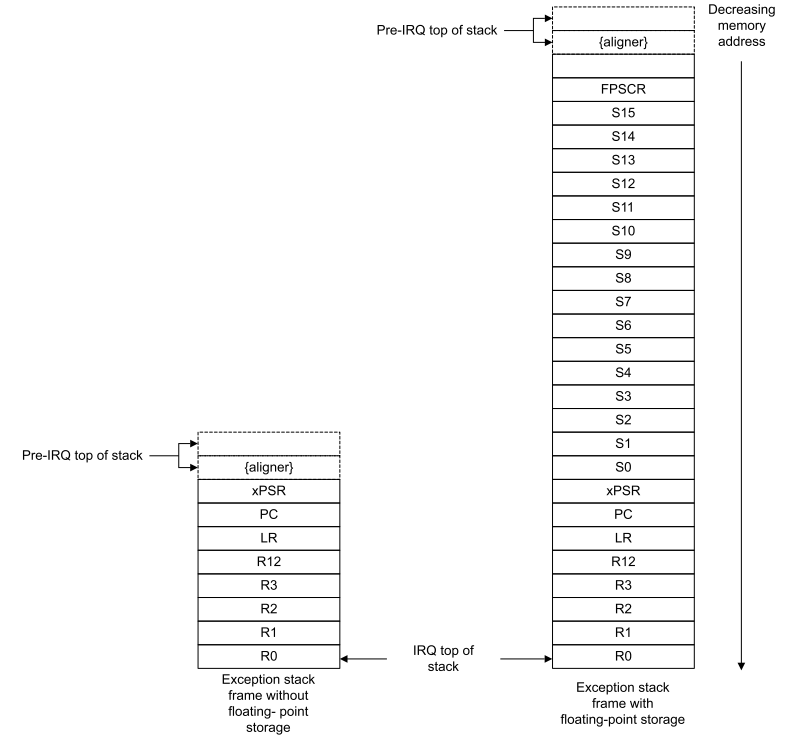 Decreasing
memory
address
Pre-IRQ top of stack
{aligner}
FPSCR
S15
S14
S13
S12
S11
S10
S9
S8
S7
S6
S5
S4
S3
S2
S1
S0
xPSR
PC
LR
R12
R3
R2
R1
R0
Exception stack
frame with
floating-point storage
Pre-IRQ top of stack
{aligner}
xPSR
PC
LR
R12
R3
R2
R1
R0
IRQ top of
stack
Exception stack
frame without
floating- point
storage